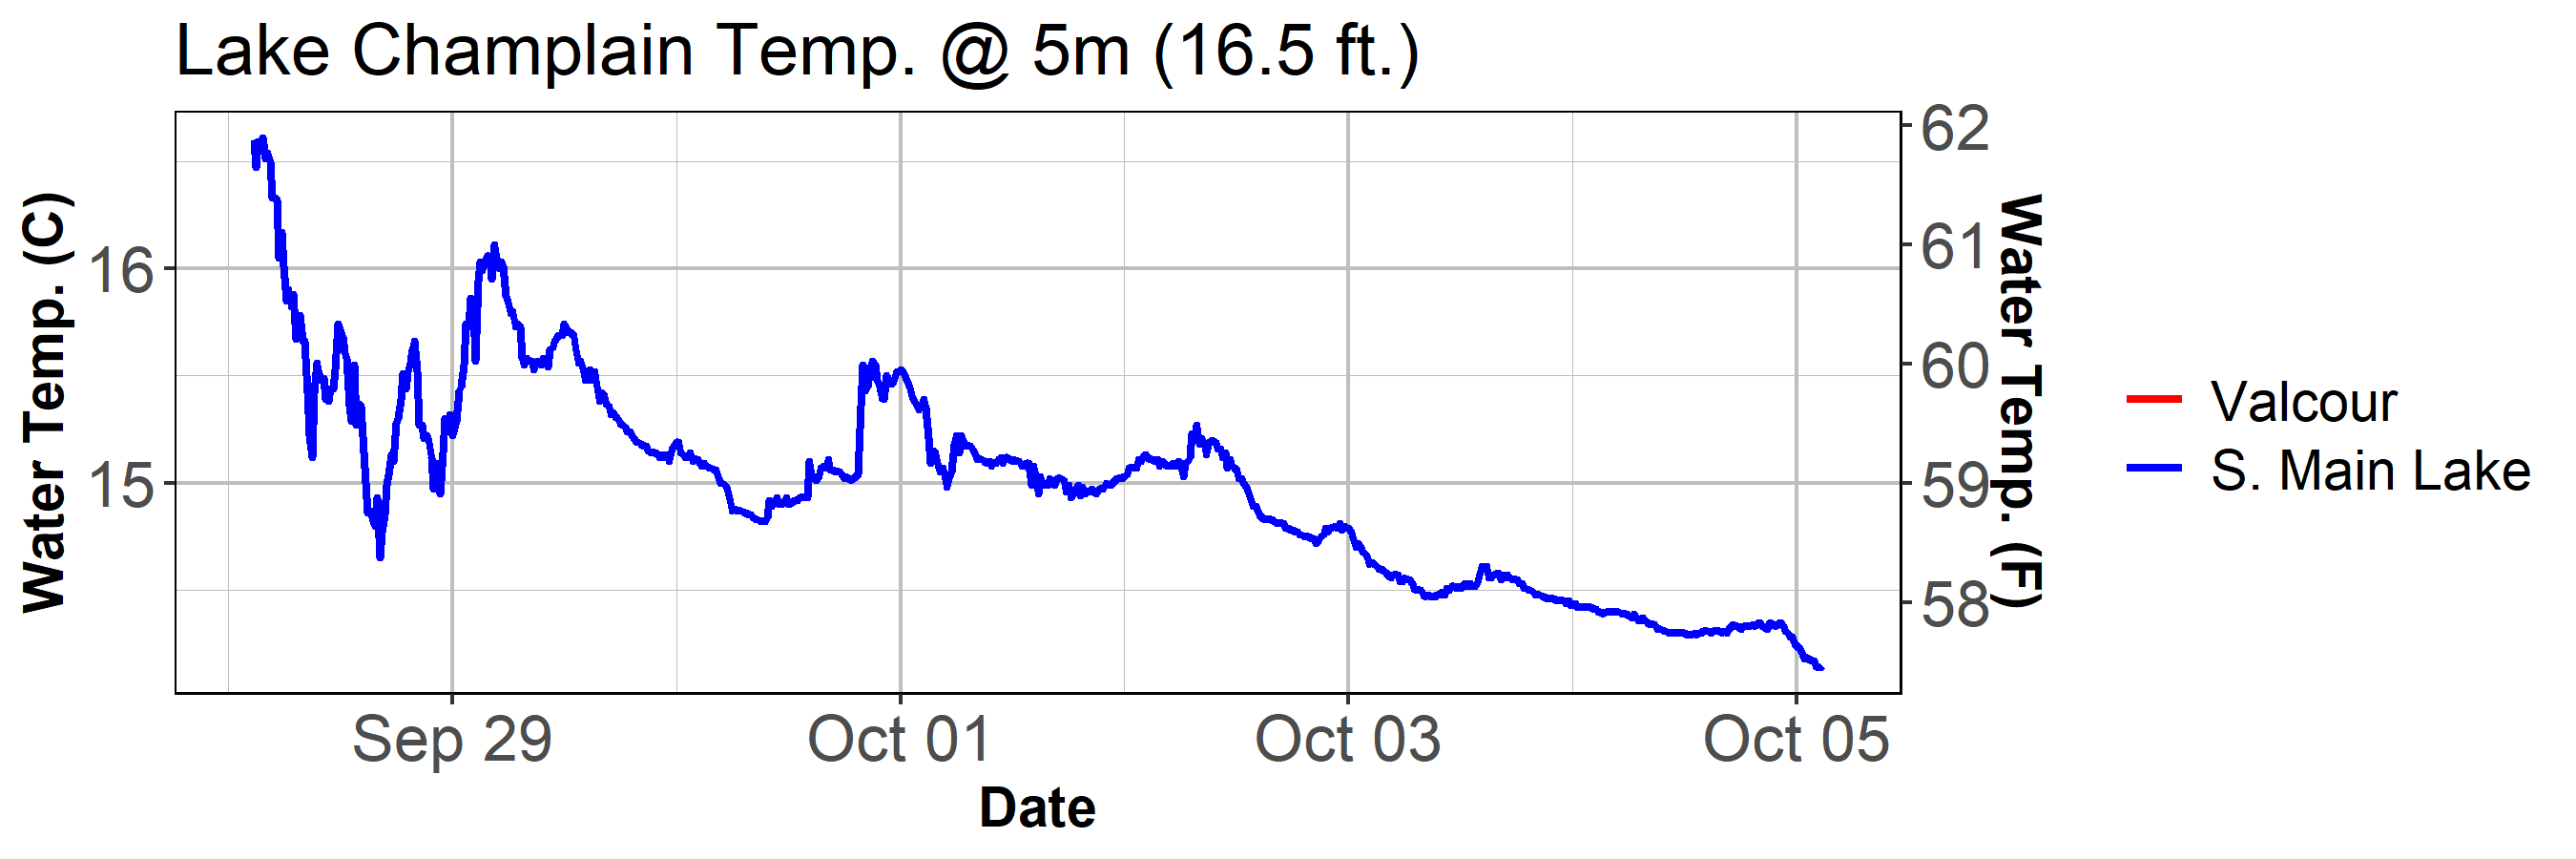 Lake Champlain Temp. @ 5m (16.5 ft.)
Water Temp. (C)
16
15
62
61
60
59
58
Water Temp. (F)
Sep 29
Oct 01
Oct 03
Oct 05
Date
Valcour
S. Main Lake